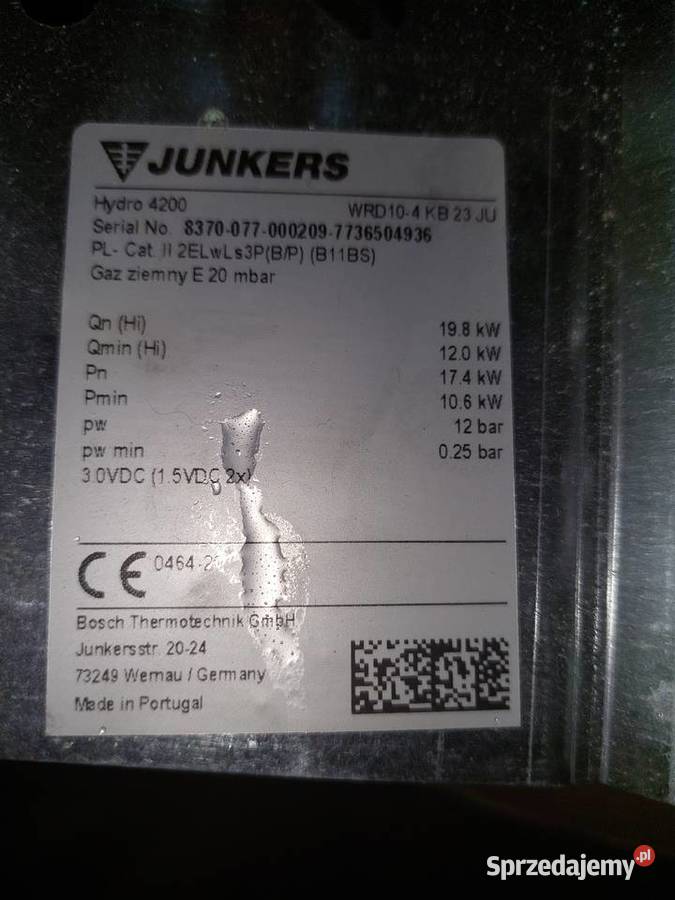 JUNKERS
Hydro 4200 WRD10-4 KB 23 JU
Serial No. 8370-077-000209-7736504936
PL- Cat. II 2ELwLs3P(B/P) (B11BS)
Gaz ziemny E 20 mbar
Qn (Hi) 19.8 kW
Qmin (Hi) 12.0 kW
Pn 17.4 kW
Pmin 10.6 kW
pw 12 bar
pw min 0.25 bar
3.0VDC (1.5VDC 2x)
CE 0464-2
Bosch Thermotechnik GmbH
Junkersstr. 20-24
73249 Wernau / Germany
Made in Portugal
Sprzedajemy.pl